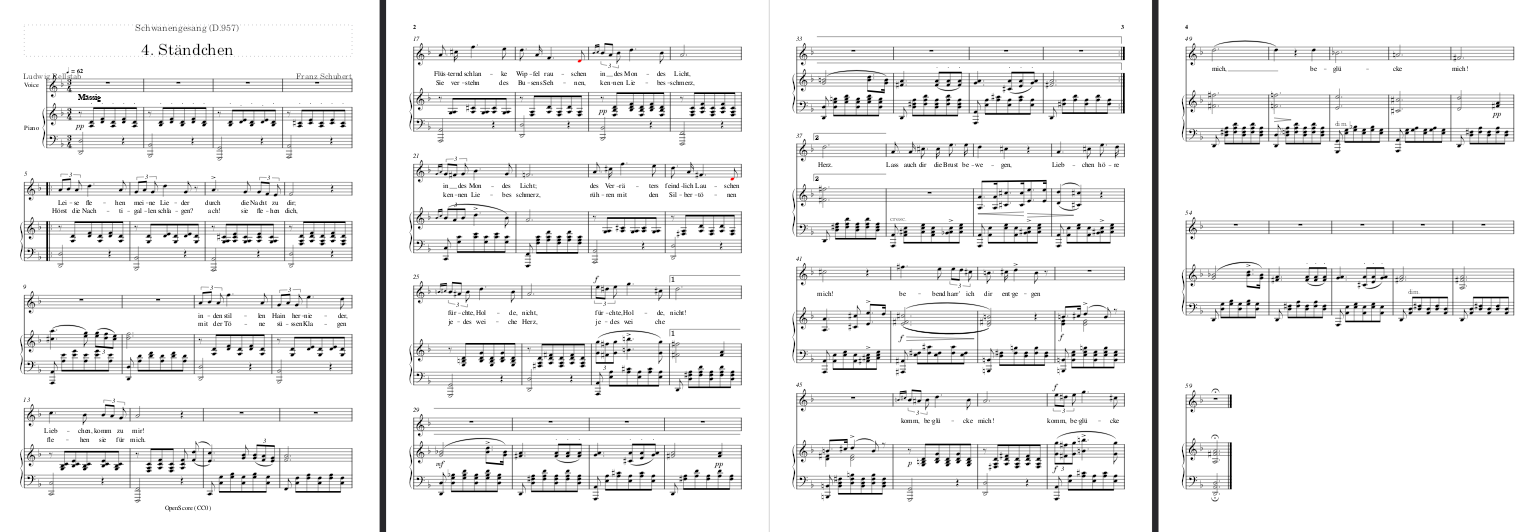 Schwanengesang (D.957)
4. Ständchen
Ludwig Rellstab
Franz Schubert
♩ = 62
Voice
Mässig
Piano
pp
5
Lei - se fle - hen mei - ne Lie - der durch die Nacht zu dir;
Hörst die Nach - ti - gal - len schla - gen? ach! sie fle - hen dich,
9
in - den stil - len Hain her - nie - der,
mit der Tö - ne sü - ssen Kla - gen
13
Lieb - chen, komm zu mir!
fle - hen sie für mich.
OpenScore (CC0)
2
17
Flüs - ternd schlan - ke Wip - fel rau - schen in des Mon - des Licht,
Sie ver - stehn des Bu - sens Seh - nen, ken - nen Lie - bes - schmerz,
pp
21
in des Mon - des Licht; des Ver - rä - ters feind - lich Lau - schen
ken - nen Lie - bes schmerz, rüh - ren mit den Sil - ber - tö - nen
25
f
1
fürch - te, Hol - de, nicht, fürch - te, Hol - de, nicht!
je - des wei - che Herz, je - des wei - che
1
29
mf
pp
3
33
37
2
Herz. Lass auch dir die Brust be - we - gen, Lieb - chen hö - re
2
cresc.
41
mich! be - bend harr' ich dir ent ge - gen
f
f
45
f
komm, be glü - cke mich! komm, be glü - cke
p
f
4
49
mich, be - glü - cke mich!
dim.
pp
54
dim.
59